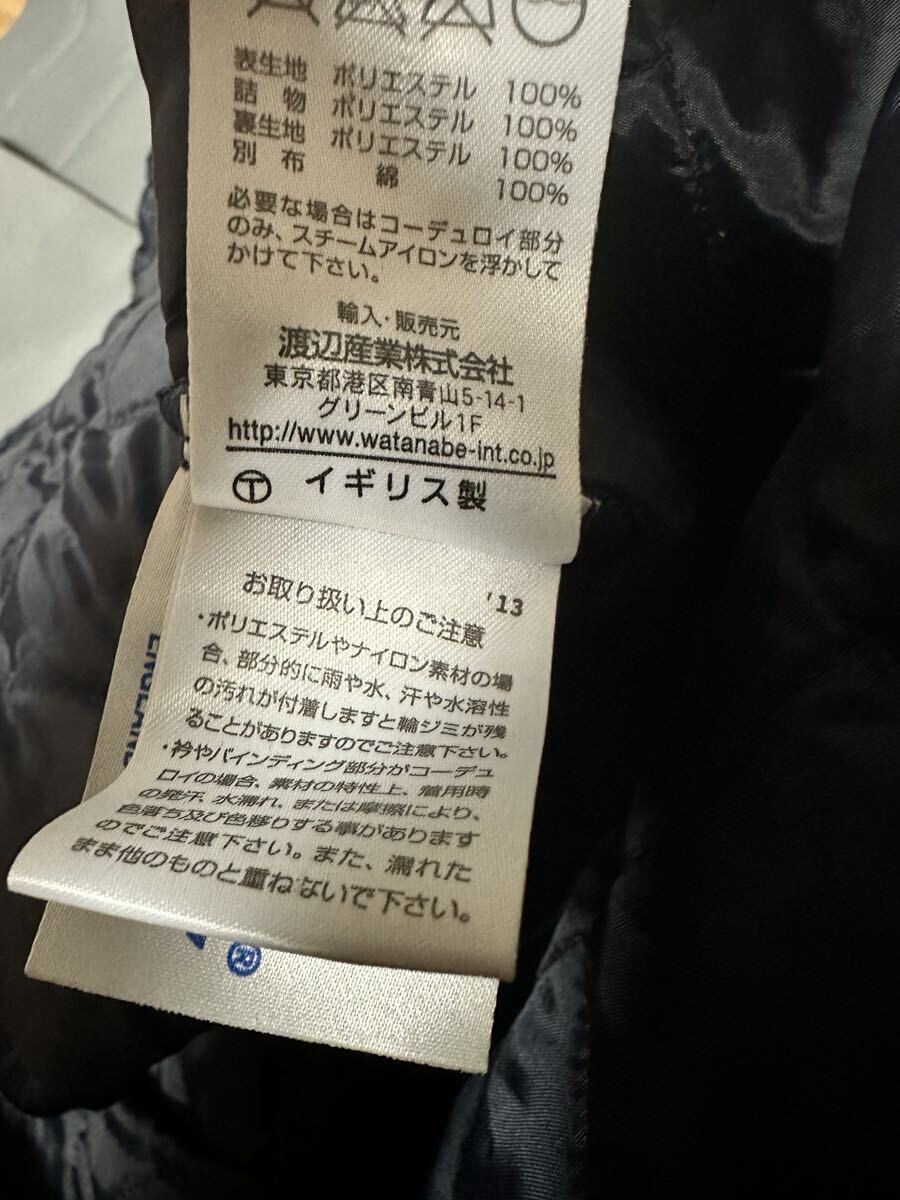 表生地 ポリエステル 100%
詰物 ポリエステル 100%
裏生地 ポリエステル 100%
別布 綿 100%
必要な場合はコーデュロイ部分
のみ、スチームアイロンを浮かして
かけて下さい。
輸入・販売元
渡辺産業株式会社
東京都港区南青山5-14-1
グリーンビル1F
http://www.watanabe-int.co.jp
Ⓣ イギリス製
お取り扱い上のご注意 '13
・ポリエステルやナイロン素材の場
合、部分的に雨や水、汗や水溶性
の汚れが付着しますと輪ジミが残
ることがありますのでご注意下さい。
・衿やバインディング部分がコーデュ
ロイの場合、素材の特性上、着用時
の発汗、水濡れ、または摩擦により、
色落ち及び色移りする事があります
のでご注意下さい。また、濡れた
まま他のものと重ねないで下さい。
ENGLAND
®